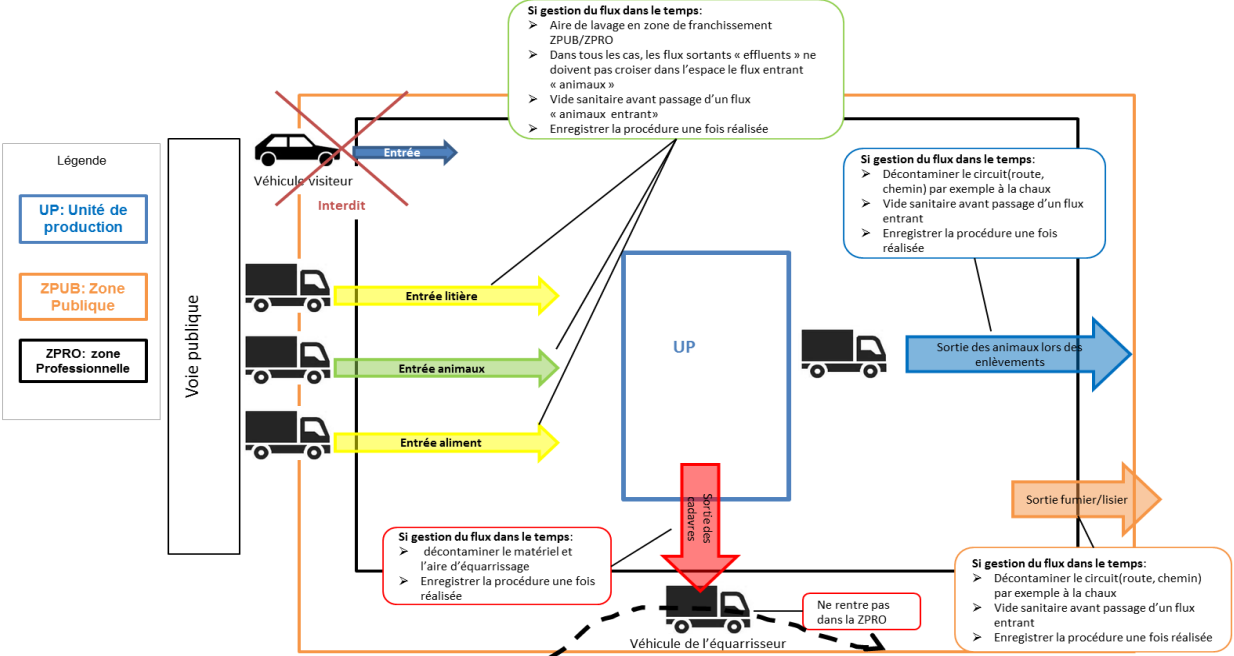 Si gestion du flux dans le temps:
➢ Aire de lavage en zone de franchissement
ZPUB/ZPRO
➢ Dans tous les cas, les flux sortants « effluents » ne
doivent pas croiser dans l'espace le flux entrant
« animaux »
➢ Vide sanitaire avant passage d'un flux
« animaux entrant»
➢ Enregistrer la procédure une fois réalisée
Légende
UP: Unité de
production
ZPUB: Zone
Publique
ZPRO: zone
Professionnelle
Voie publique
Véhicule visiteur
Interdit
Entrée
Entrée litière
Entrée animaux
Entrée aliment
UP
Si gestion du flux dans le temps:
➢ Décontaminer le circuit(route,
chemin) par exemple à la chaux
➢ Vide sanitaire avant passage d'un flux
entrant
➢ Enregistrer la procédure une fois
réalisée
Sortie des animaux lors des
enlèvements
Sortie fumier/lisier
Sortie des
cadavres
Si gestion du flux dans le temps:
➢ décontaminer le matériel et
l'aire d'équarrissage
➢ Enregistrer la procédure une fois
réalisée
Ne rentre pas
dans la ZPRO
Véhicule de l'équarrisseur
Si gestion du flux dans le temps:
➢ Décontaminer le circuit(route, chemin)
par exemple à la chaux
➢ Vide sanitaire avant passage d'un flux
entrant
➢ Enregistrer la procédure une fois réalisée